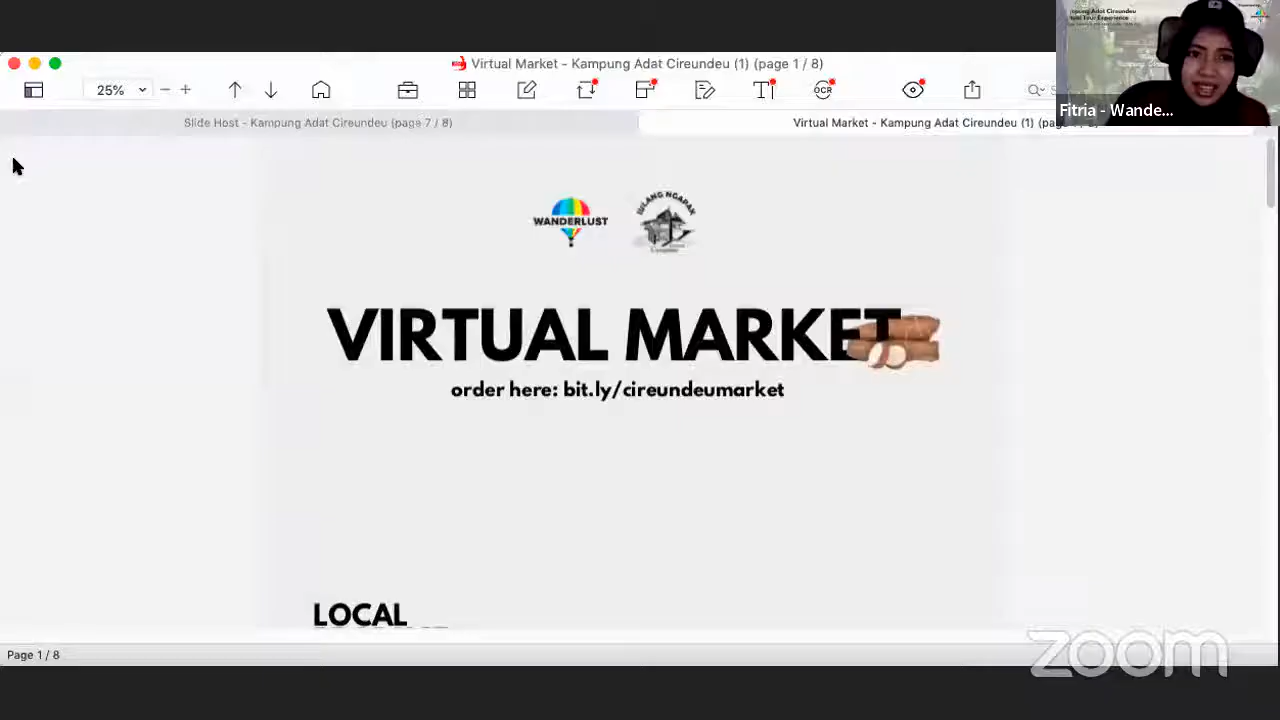 Virtual Market - Kampung Adat Cireundeu (1) (page 1 / 8)
25%
OCR
Fitria - Wande...
Slide Host - Kampung Adat Cireundeu (page 7 / 8)
Virtual Market - Kampung Adat Cireundeu (1)
WANDERLUST
VIRTUAL MARKET
order here: bit.ly/cireundeumarket
LOCAL
zoom
Page 1 / 8